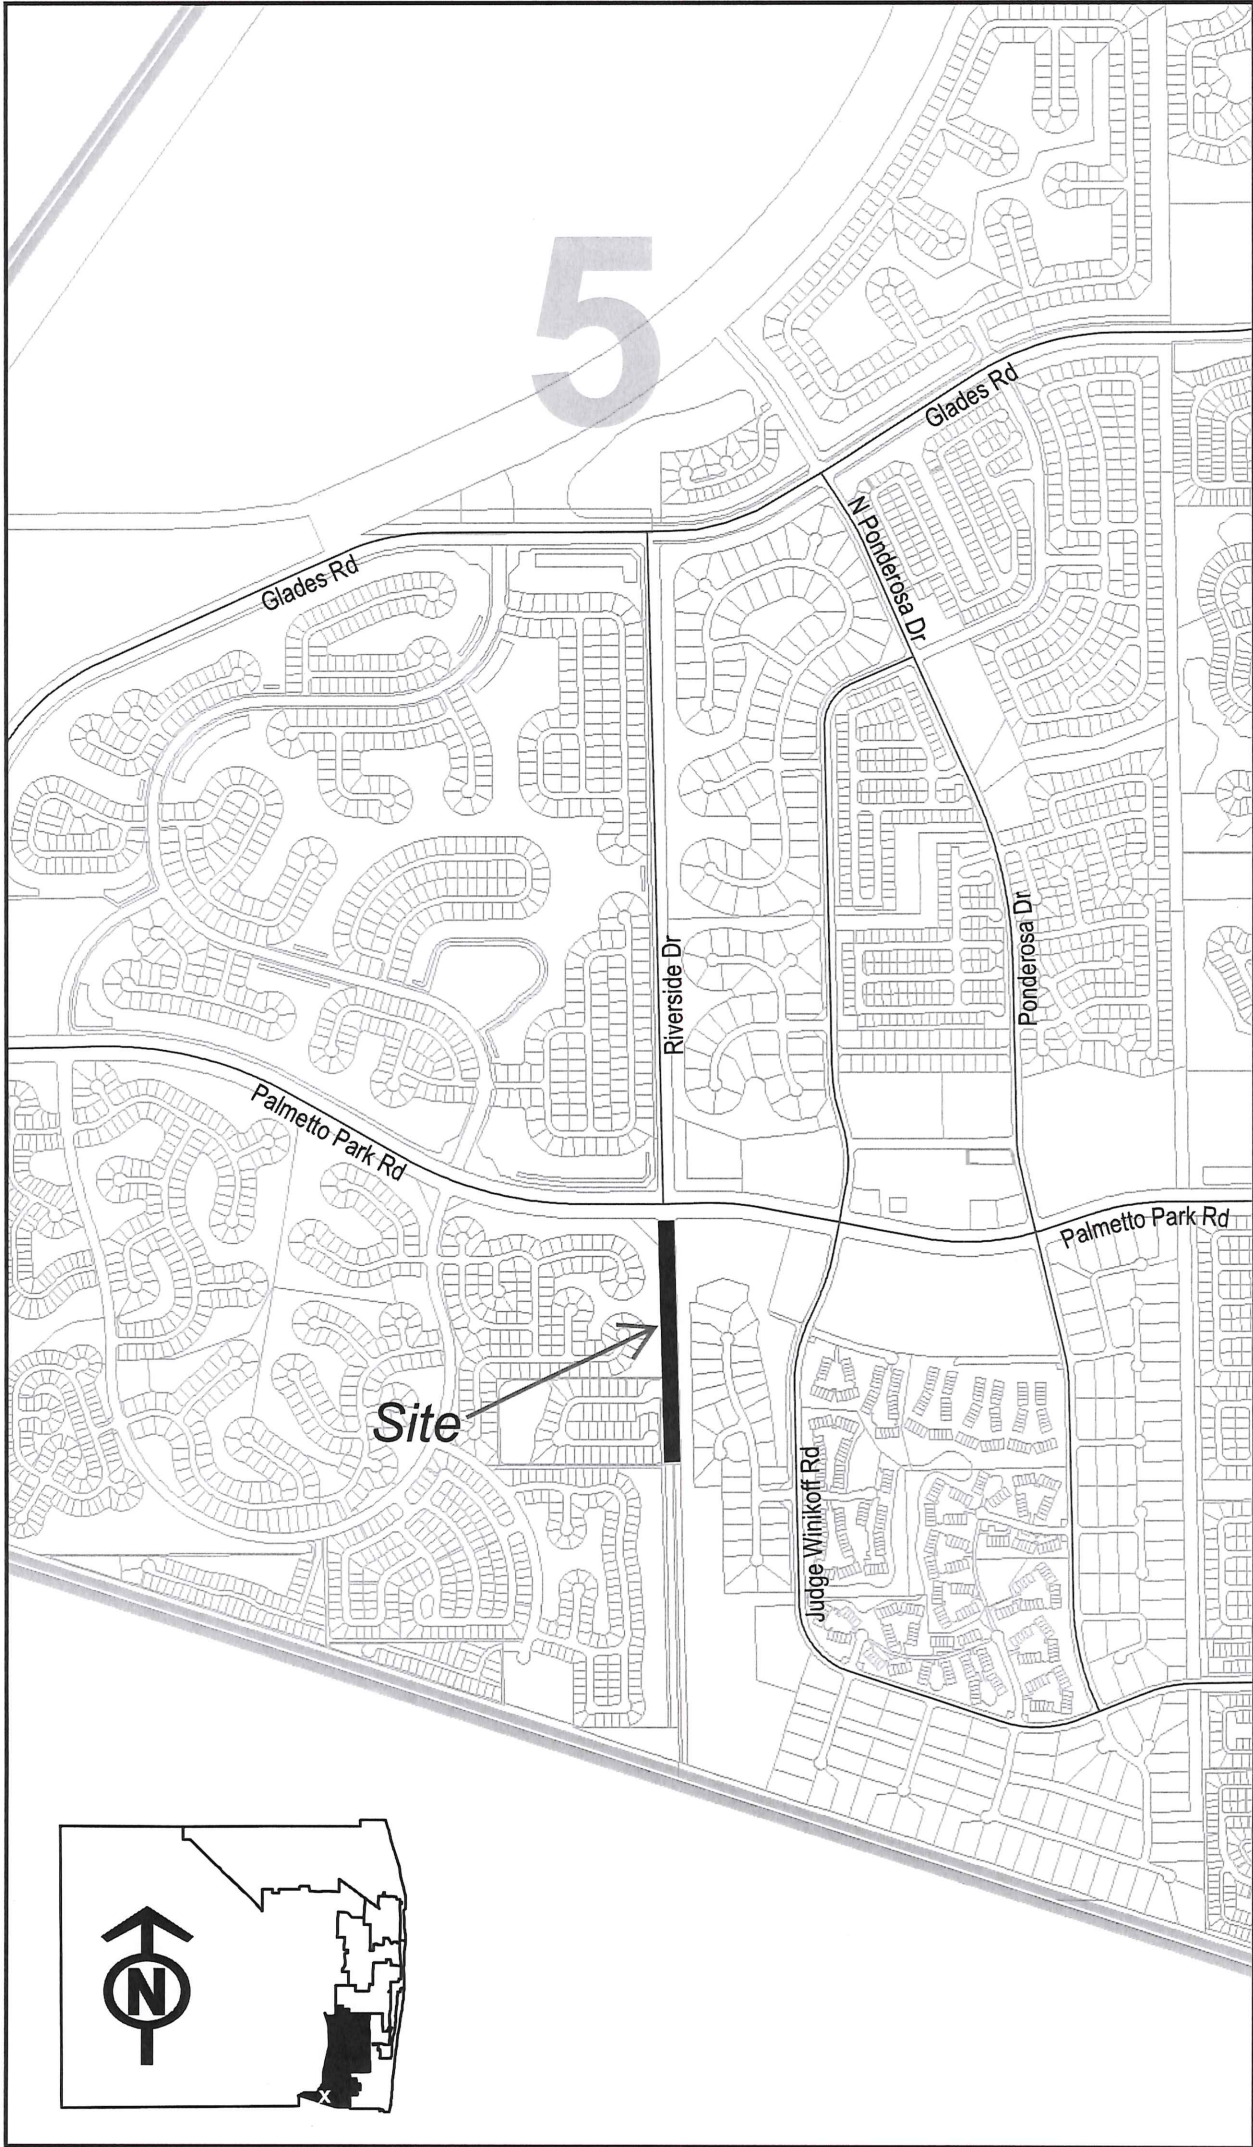 5
Glades Rd
N Ponderosa Dr
Glades Rd
Ponderosa Dr
Riverside Dr
Palmetto Park Rd
Palmetto Park Rd
Site
Judge Winikoff Rd
N
x